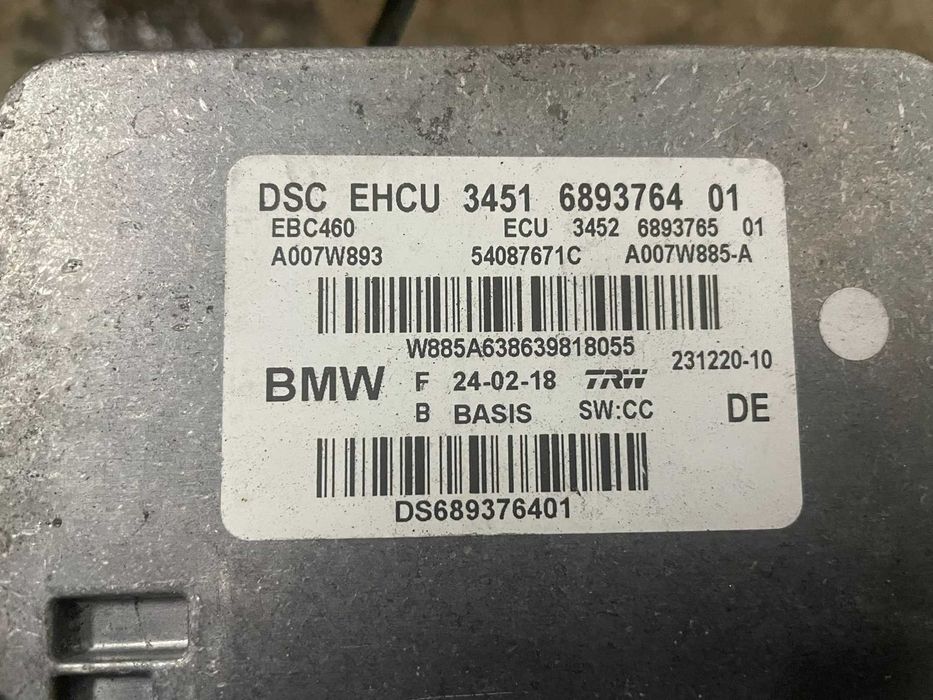 DSC EHCU 3451 6893764 01
EBC460 ECU 3452 6893765 01
A007W893 54087671C A007W885-A
W885A638639818055
231220-10
BMW F 24-02-18 TRW
B BASIS SW:CC DE
DS689376401